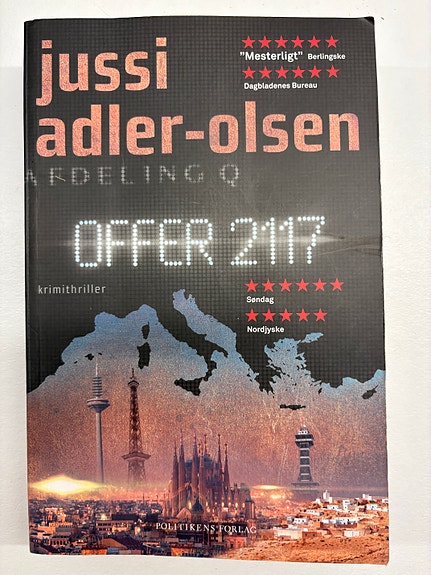 jussi
adler-olsen
★★★★★★
"Mesterligt" Berlingske
★★★★★★
Dagbladenes Bureau
AFDELING Q
OFFER 2117
krimithriller
★★★★★★
Søndag
★★★★★
Nordjyske
POLITIKENS FORLAG